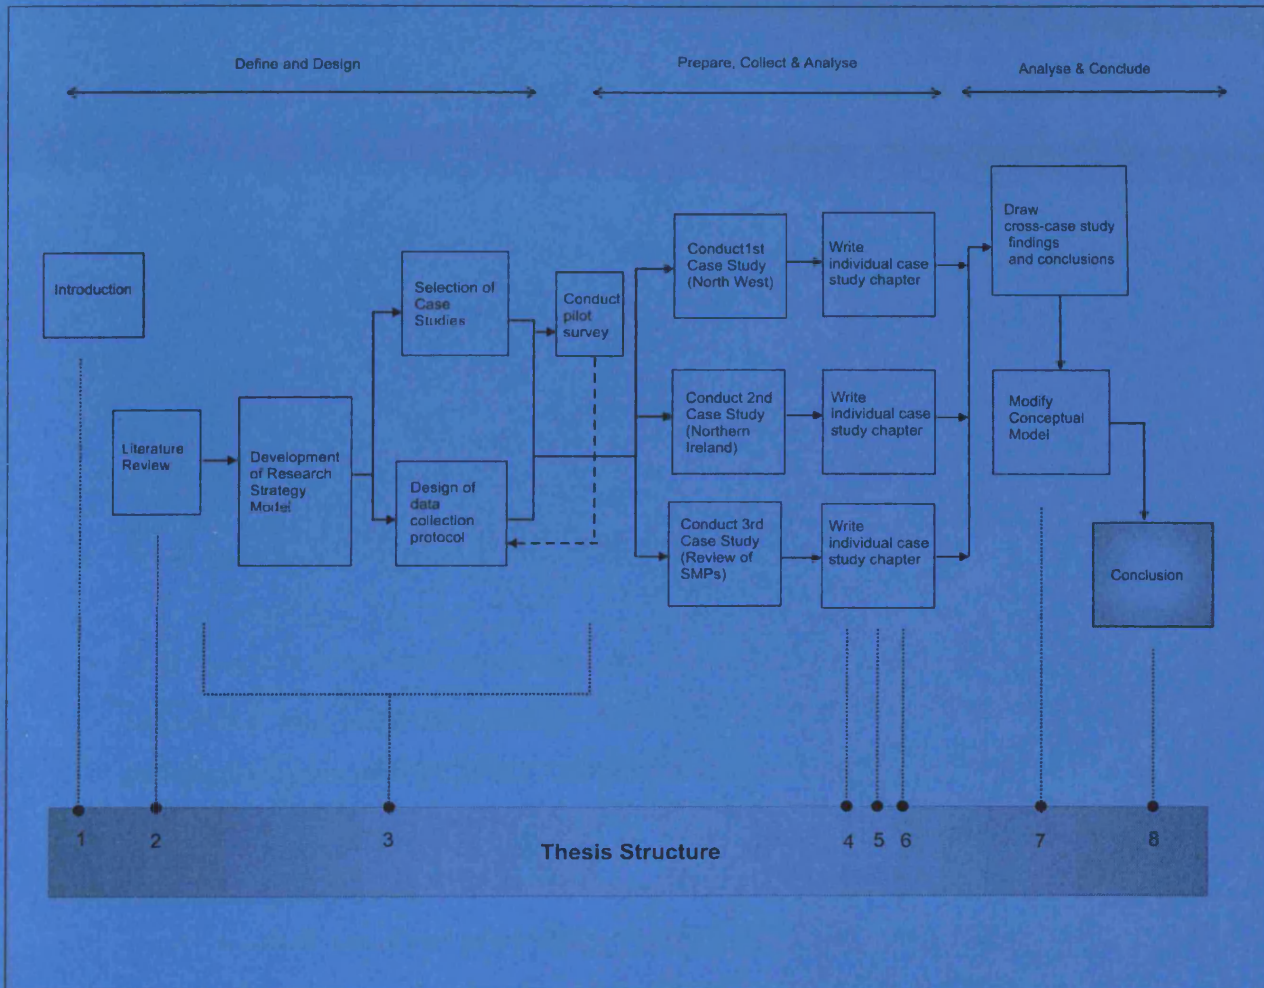 Define and Design
Prepare, Collect & Analyse
Analyse & Conclude
Introduction
Literature
Review
Development
of Research
Strategy
Model
Selection of
Case
Studies
Design of
data
collection
protocol
Conduct
pilot
survey
Conduct1st
Case Study
(North West)
Write
individual case
study chapter
Conduct 2nd
Case Study
(Northern
Ireland)
Write
individual case
study chapter
Conduct 3rd
Case Study
(Review of
SMPs)
Write
individual case
study chapter
Draw
cross-case study
findings
and conclusions
Modify
Conceptual
Model
Conclusion
1 2 3 4 5 6 7 8
Thesis Structure